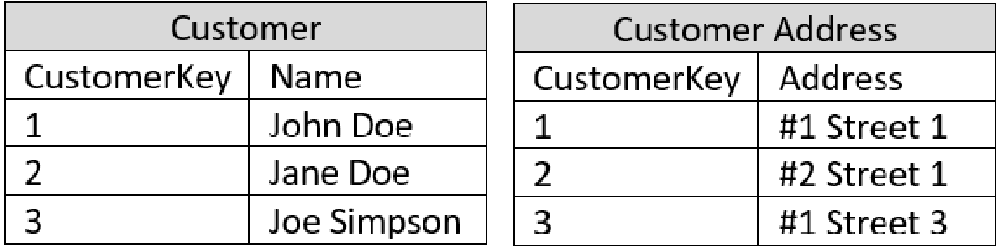 Customer
CustomerKey Name
1 John Doe
2 Jane Doe
3 Joe Simpson
Customer Address
CustomerKey Address
1 #1 Street 1
2 #2 Street 1
3 #1 Street 3